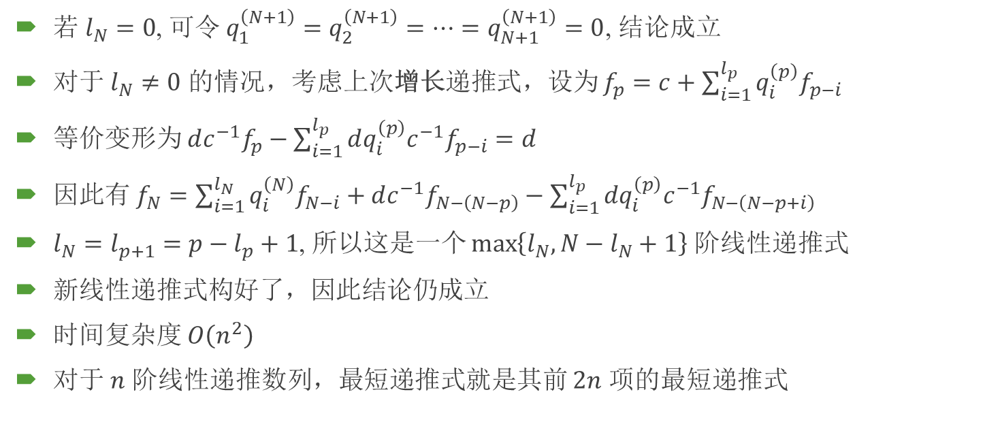 若 $l_N = 0$, 可令 $q_1^{(N+1)} = q_2^{(N+1)} = \cdots = q_{N+1}^{(N+1)} = 0$, 结论成立
对于 $l_N \neq 0$ 的情况，考虑上次增长递推式，设为 $f_p = c + \sum_{i=1}^{l_p} q_i^{(p)} f_{p-i}$
等价变形为 $dc^{-1}f_p - \sum_{i=1}^{l_p} dq_i^{(p)} c^{-1} f_{p-i} = d$
因此有 $f_N = \sum_{i=1}^{l_N} q_i^{(N)} f_{N-i} + dc^{-1} f_{N-(N-p)} - \sum_{i=1}^{l_p} dq_i^{(p)} c^{-1} f_{N-(N-p+i)}$
$l_N = l_{p+1} = p - l_p + 1$, 所以这是一个 $\max\{l_N, N - l_N + 1\}$ 阶线性递推式
新线性递推式构好了，因此结论仍成立
时间复杂度 $O(n^2)$
对于 $n$ 阶线性递推数列，最短递推式就是其前 $2n$ 项的最短递推式